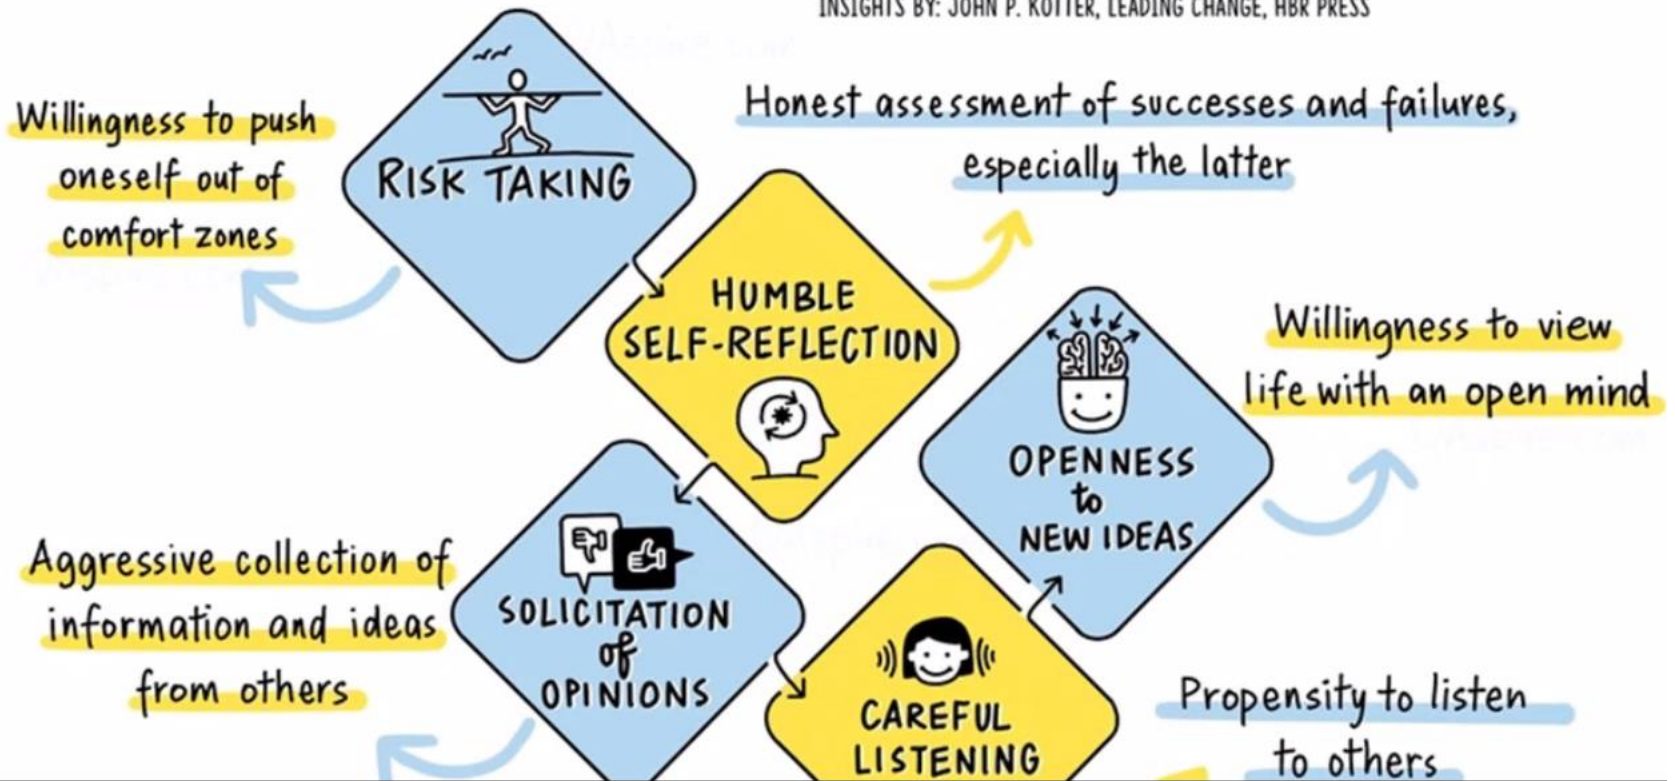 INSIGHTS BY: JOHN P. KOTTER, LEADING CHANGE, HBR PRESS
Willingness to push
oneself out of
comfort zones
RISK TAKING
Honest assessment of successes and failures,
especially the latter
HUMBLE
SELF-REFLECTION
Willingness to view
life with an open mind
OPENNESS
to
NEW IDEAS
Aggressive collection of
information and ideas
from others
SOLICITATION
of
OPINIONS
CAREFUL
LISTENING
Propensity to listen
to others